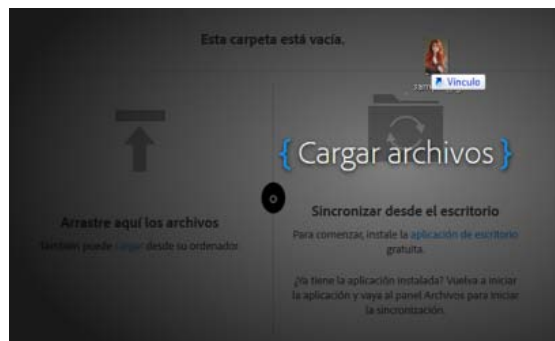 Esta carpeta está vacía.
Vínculo
{ Cargar archivos }
o
Arrastre aquí los archivos
También puede cargar desde su ordenador
Sincronizar desde el escritorio
Para comenzar, instale la aplicación de escritorio
gratuita.
¿Ya tiene la aplicación instalada? Vuelva a iniciar
la aplicación y vaya al panel Archivos para iniciar
la sincronización.